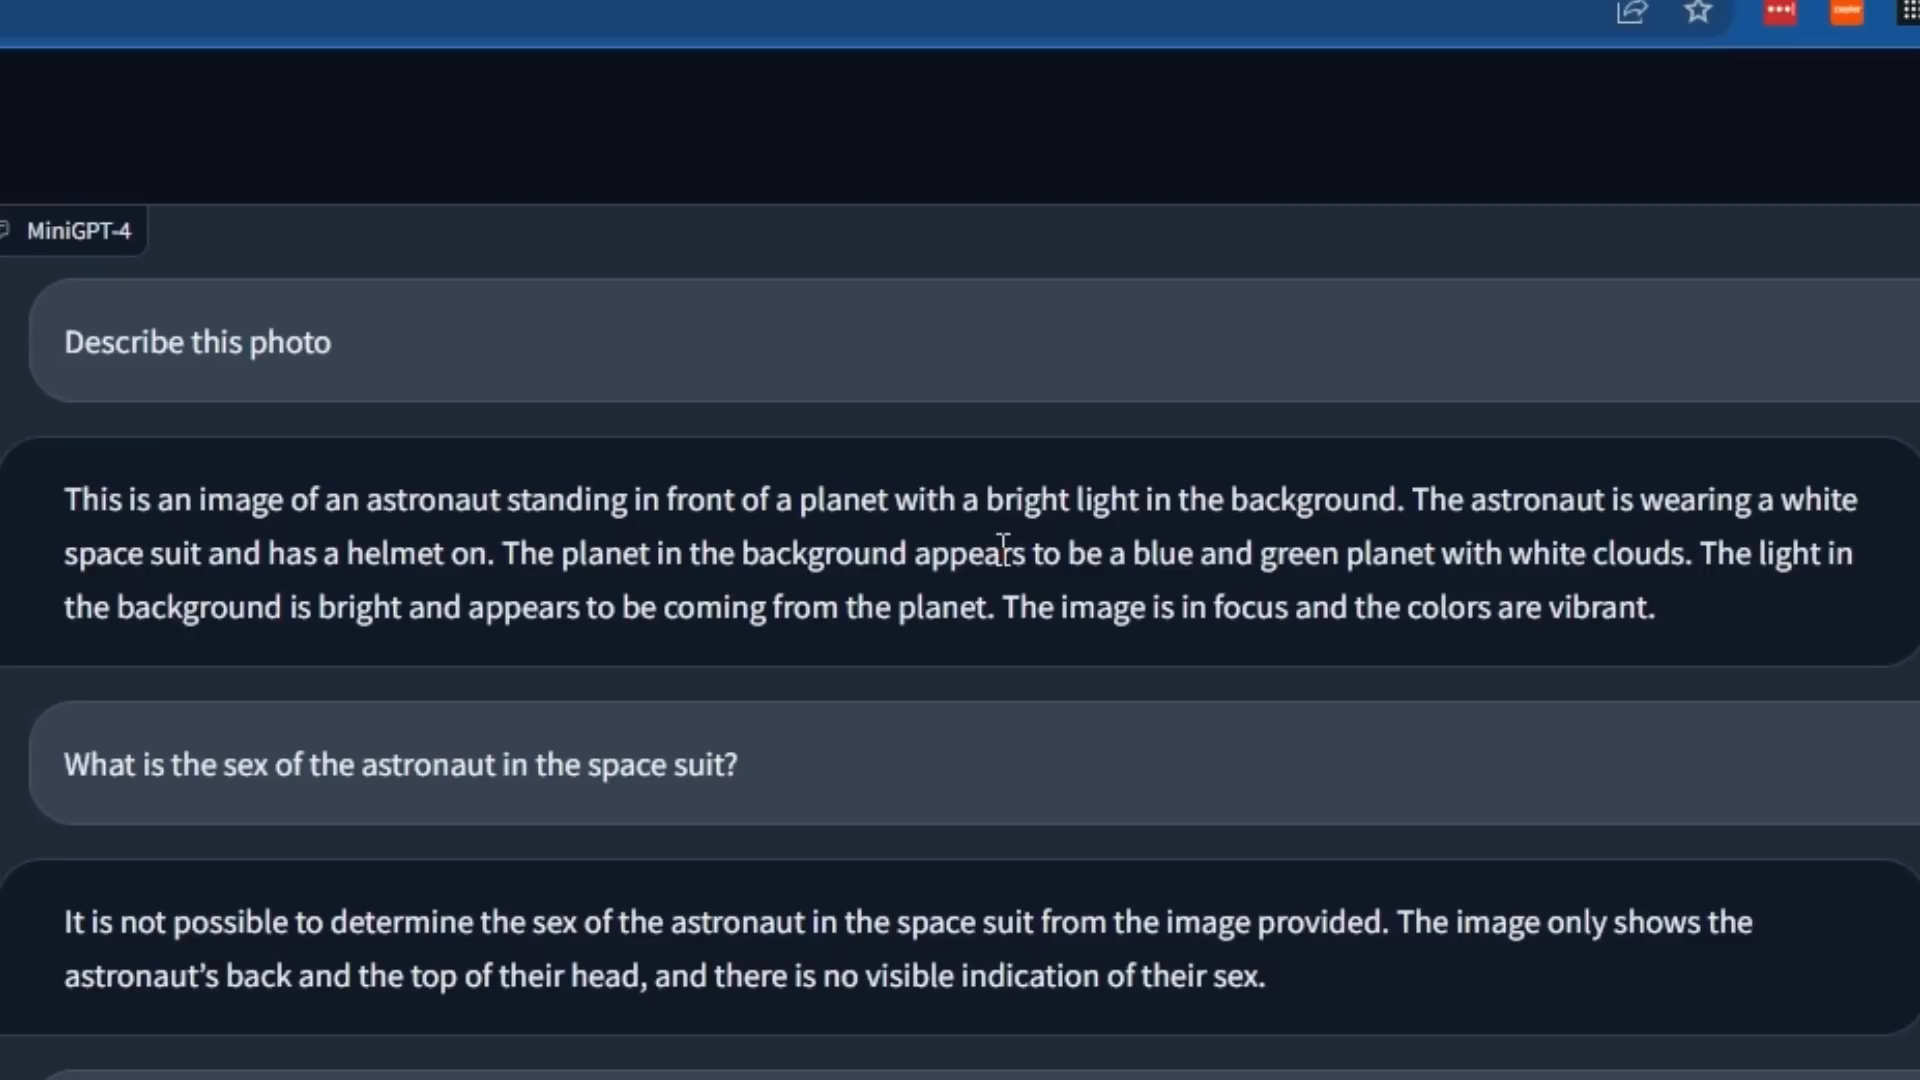 MiniGPT-4
Describe this photo
This is an image of an astronaut standing in front of a planet with a bright light in the background. The astronaut is wearing a white
space suit and has a helmet on. The planet in the background appears to be a blue and green planet with white clouds. The light in
the background is bright and appears to be coming from the planet. The image is in focus and the colors are vibrant.
What is the sex of the astronaut in the space suit?
It is not possible to determine the sex of the astronaut in the space suit from the image provided. The image only shows the
astronaut’s back and the top of their head, and there is no visible indication of their sex.